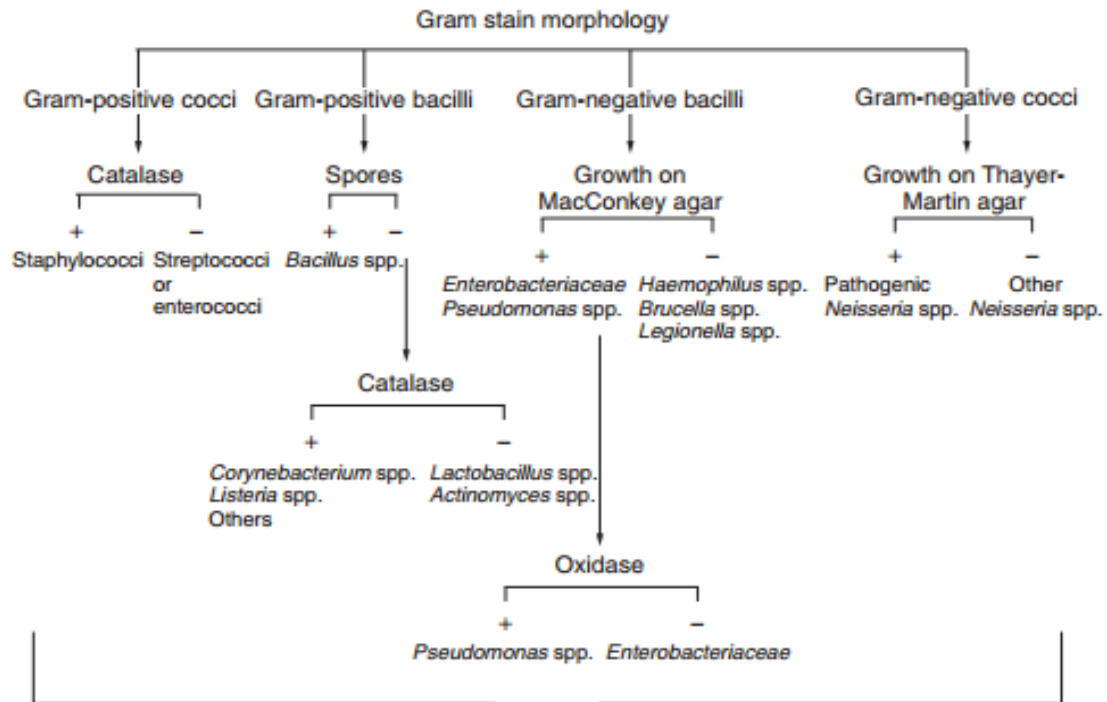 Gram stain morphology
Gram-positive cocci Gram-positive bacilli Gram-negative bacilli Gram-negative cocci
Catalase Spores Growth on MacConkey agar Growth on Thayer-Martin agar
+ – + – + – + –
Staphylococci Streptococci or enterococci Bacillus spp.
Enterobacteriaceae Haemophilus spp. Pathogenic Other
Pseudomonas spp. Brucella spp. Neisseria spp. Neisseria spp.
Legionella spp.
Catalase
+ –
Corynebacterium spp. Lactobacillus spp.
Listeria spp. Actinomyces spp.
Others
Oxidase
+ –
Pseudomonas spp. Enterobacteriaceae